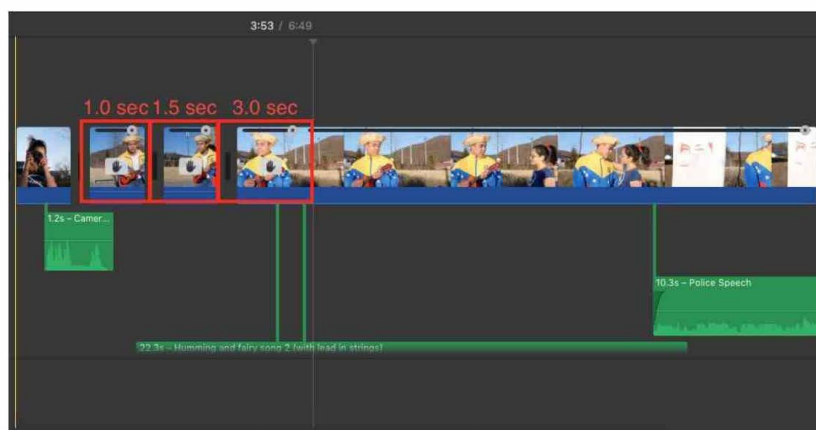 3:53 / 6:49
1.0 sec 1.5 sec 3.0 sec
1.2s – Camer...
10.3s – Police Speech
22.3s – Humming and fairy song 2 (with lead in strings)